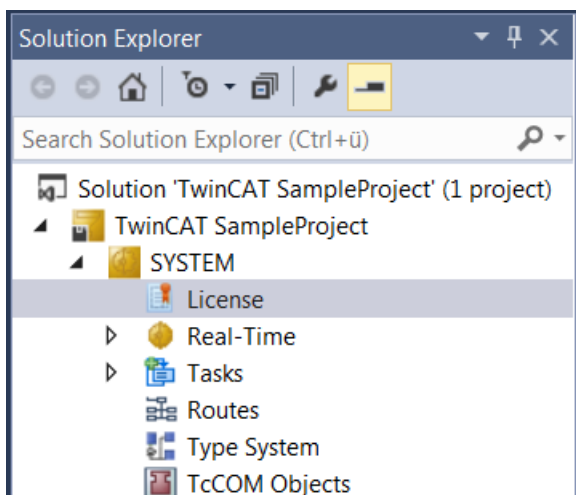 Solution Explorer
Search Solution Explorer (Ctrl+ü)
Solution 'TwinCAT SampleProject' (1 project)
TwinCAT SampleProject
SYSTEM
License
Real-Time
Tasks
Routes
Type System
TcCOM Objects